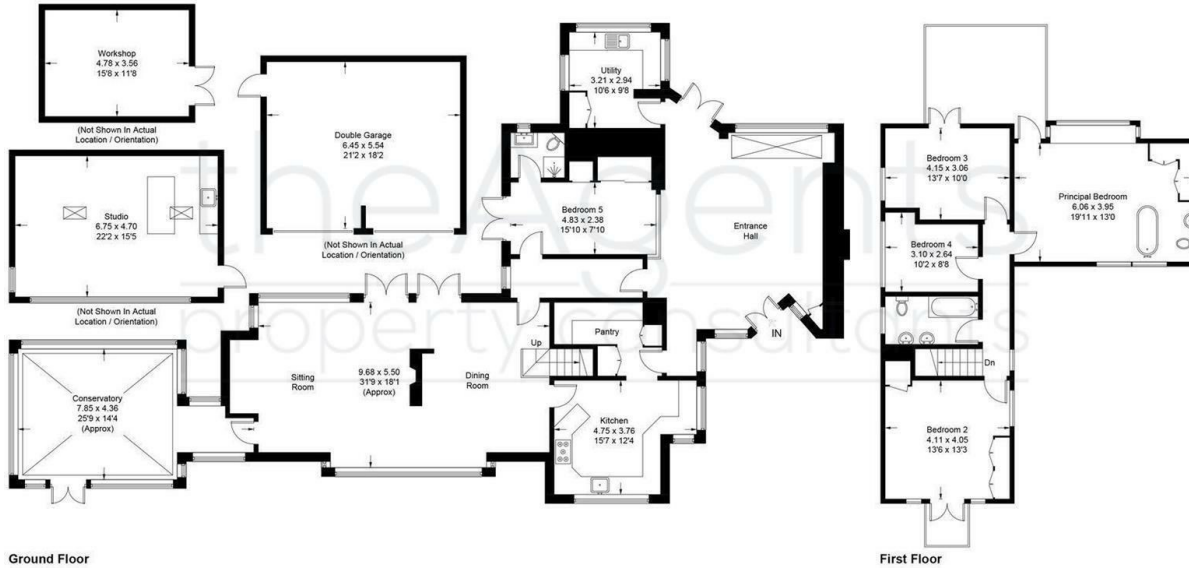 Workshop
4.78 x 3.56
15'8 x 11'8
(Not Shown In Actual
Location / Orientation)
Double Garage
6.45 x 5.54
21'2 x 18'2
(Not Shown In Actual
Location / Orientation)
Studio
6.75 x 4.70
22'2 x 15'5
(Not Shown In Actual
Location / Orientation)
Conservatory
7.85 x 4.36
25'9 x 14'4
(Approx)
Utility
3.21 x 2.94
10'6 x 9'8
Bedroom 5
4.83 x 2.38
15'10 x 7'10
Entrance
Hall
IN
Pantry
Up
Sitting
Room
9.68 x 5.50
31'9 x 18'1
(Approx)
Dining
Room
Kitchen
4.75 x 3.76
15'7 x 12'4
Ground Floor
Bedroom 3
4.15 x 3.06
13'7 x 10'0
Principal Bedroom
6.06 x 3.95
19'11 x 13'0
Bedroom 4
3.10 x 2.64
10'2 x 8'8
Dn
Bedroom 2
4.11 x 4.05
13'6 x 13'3
First Floor
theAgents
property consultants